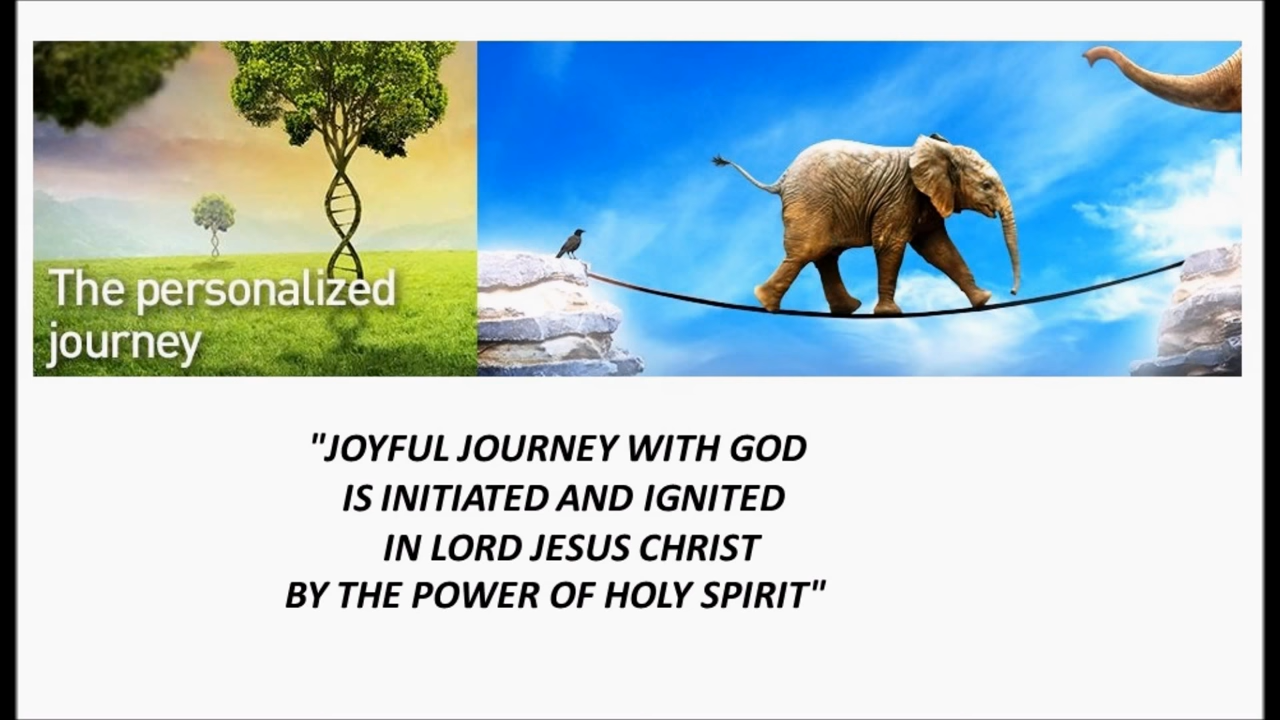 The personalized
journey
"JOYFUL JOURNEY WITH GOD
IS INITIATED AND IGNITED
IN LORD JESUS CHRIST
BY THE POWER OF HOLY SPIRIT"